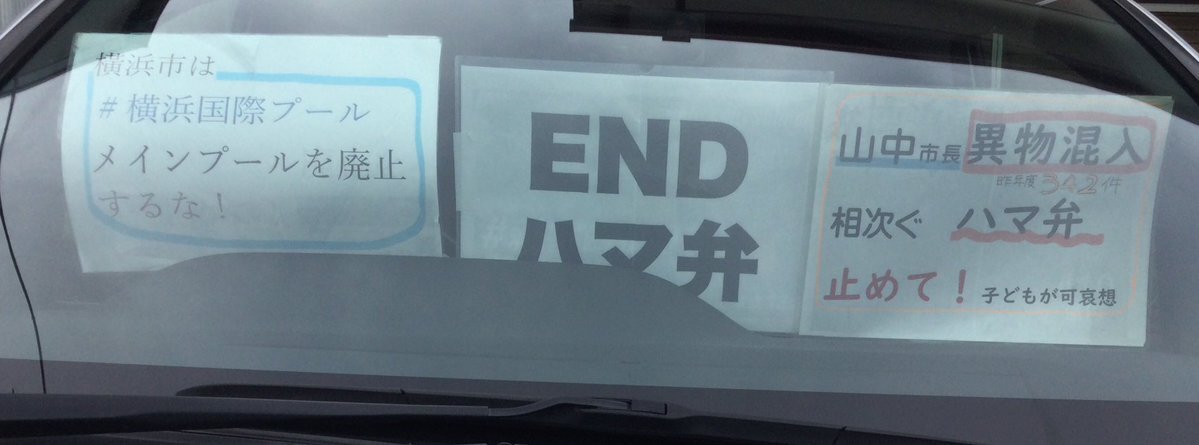 横浜市は
#横浜国際プール
メインプールを廃止
するな！
END
ハマ弁
山中市長異物混入
昨年度342件
相次ぐ ハマ弁
止めて！子どもが可哀想